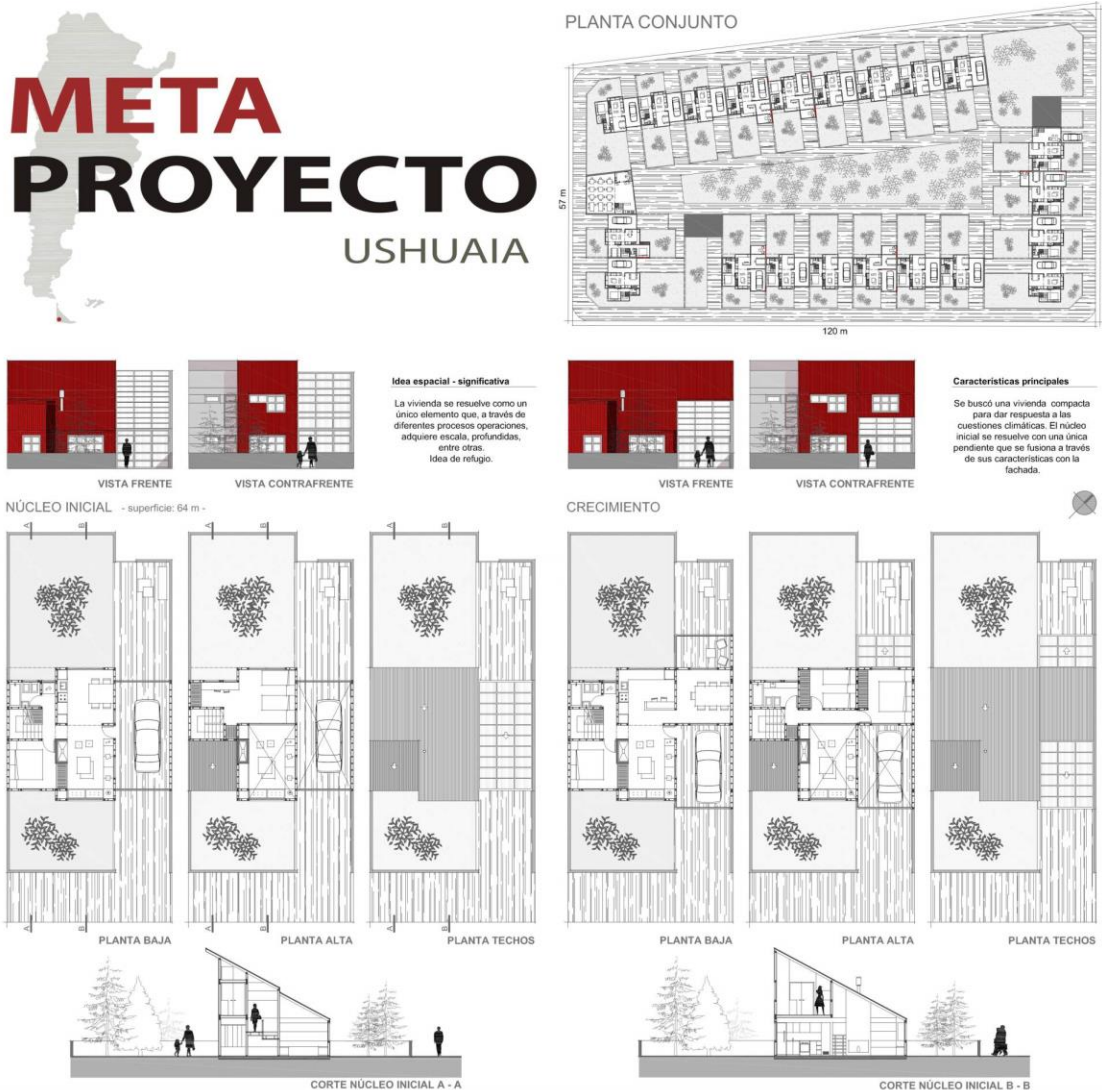 META
PROYECTO
USHUAIA
PLANTA CONJUNTO
57 m
120 m
VISTA FRENTE
VISTA CONTRAFRENTE
Idea espacial - significativa
La vivienda se resuelve como un
único elemento que, a través de
diferentes procesos operaciones,
adquiere escala, profundidas,
entre otras.
Idea de refugio.
VISTA FRENTE
VISTA CONTRAFRENTE
Características principales
Se buscó una vivienda compacta
para dar respuesta a las
cuestiones climáticas. El núcleo
inicial se resuelve con una única
pendiente que se fusiona a través
de sus características con la
fachada.
NÚCLEO INICIAL - superficie: 64 m -
CRECIMIENTO
A
B
A
B
A
B
A
B
A
B
A
B
PLANTA BAJA
PLANTA ALTA
PLANTA TECHOS
PLANTA BAJA
PLANTA ALTA
PLANTA TECHOS
CORTE NÚCLEO INICIAL A - A
CORTE NÚCLEO INICIAL B - B